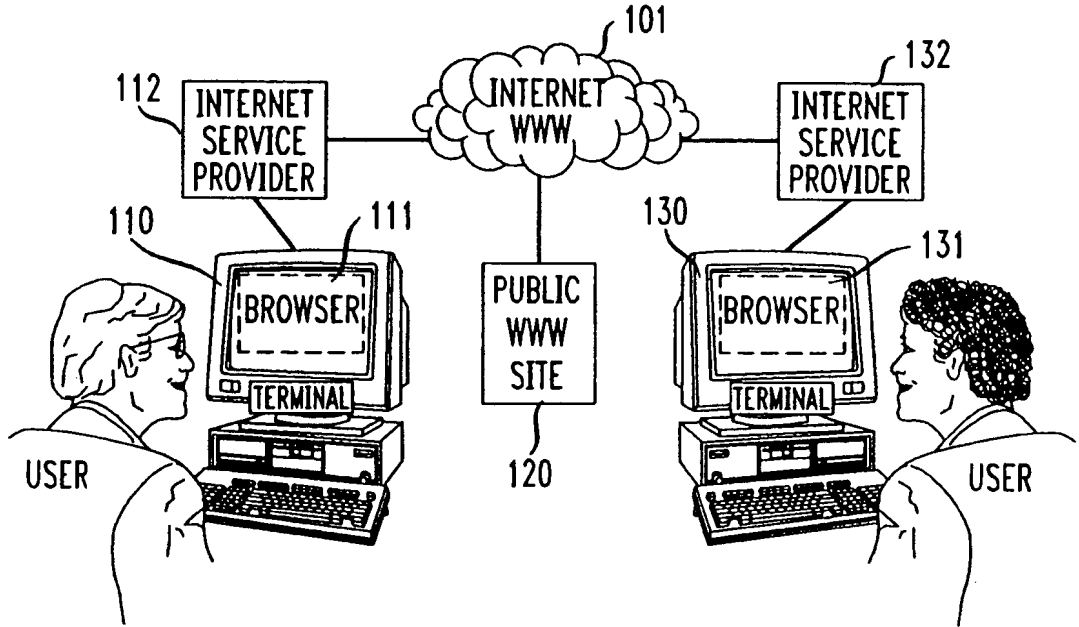 101
112
132
INTERNET
SERVICE
PROVIDER
INTERNET
WWW
INTERNET
SERVICE
PROVIDER
110
111
130
131
BROWSER
PUBLIC
WWW
SITE
BROWSER
TERMINAL
TERMINAL
USER
120
USER